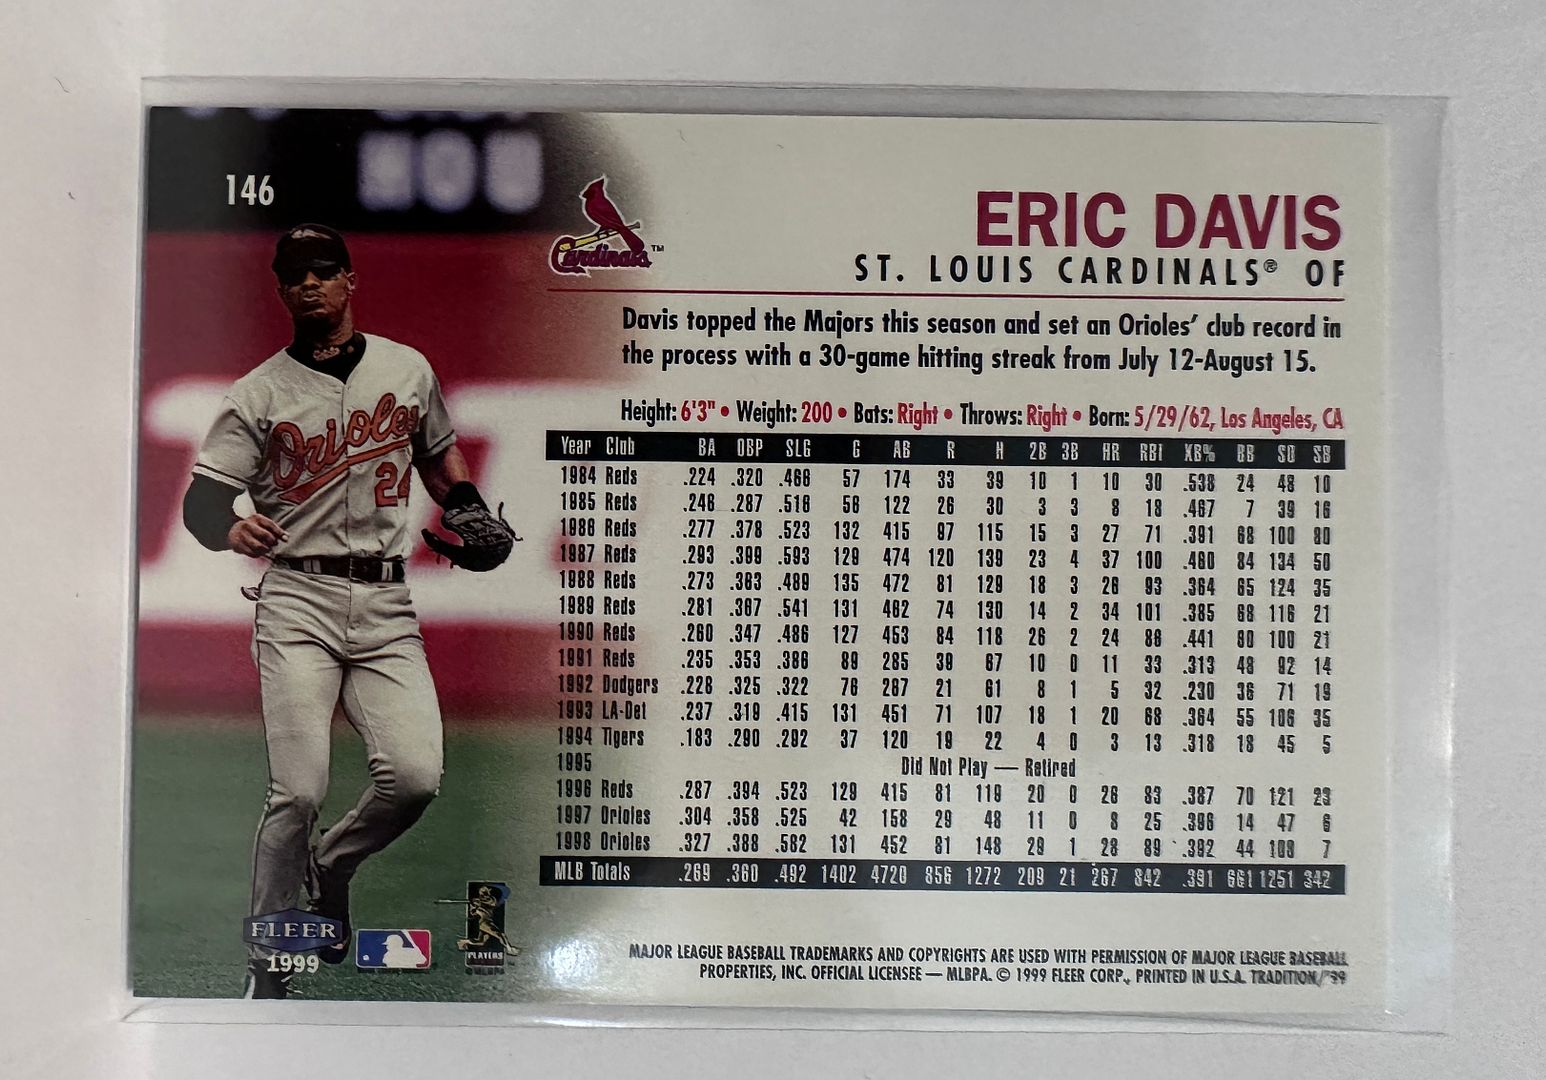 146
Cardinals™
ERIC DAVIS
ST. LOUIS CARDINALS® OF
Davis topped the Majors this season and set an Orioles' club record in
the process with a 30-game hitting streak from July 12-August 15.
Height: 6'3" • Weight: 200 • Bats: Right • Throws: Right • Born: 5/29/62, Los Angeles, CA
Year Club BA OBP SLG G AB R H 2B 3B HR RBI XB% BB SO SB
1984 Reds .224 .320 .466 57 174 33 39 10 1 10 30 .538 24 48 10
1985 Reds .246 .287 .516 56 122 26 30 3 3 8 18 .467 7 39 16
1986 Reds .277 .378 .523 132 415 97 115 15 3 27 71 .391 68 100 80
1987 Reds .293 .399 .593 129 474 120 139 23 4 37 100 .460 84 134 50
1988 Reds .273 .363 .489 135 472 81 129 18 3 26 93 .364 65 124 35
1989 Reds .281 .367 .541 131 462 74 130 14 2 34 101 .385 68 116 21
1990 Reds .260 .347 .486 127 453 84 118 26 2 24 86 .441 60 100 21
1991 Reds .235 .353 .386 89 285 39 67 10 0 11 33 .313 48 92 14
1992 Dodgers .228 .325 .322 76 267 21 61 8 1 5 32 .230 36 71 19
1993 LA-Det .237 .319 .415 131 451 71 107 18 1 20 68 .364 55 106 35
1994 Tigers .183 .290 .292 37 120 19 22 4 0 3 13 .318 18 45 5
1995 Did Not Play — Retired
1996 Reds .287 .394 .523 129 415 81 119 20 0 26 83 .387 70 121 23
1997 Orioles .304 .358 .525 42 158 29 48 11 0 8 25 .396 14 47 6
1998 Orioles .327 .388 .582 131 452 81 148 29 1 28 89 .392 44 108 7
MLB Totals .269 .360 .492 1402 4720 856 1272 209 21 267 842 .391 661 1251 342
Orioles
24
FLEER
1999
PLAYERS
MAJOR LEAGUE BASEBALL TRADEMARKS AND COPYRIGHTS ARE USED WITH PERMISSION OF MAJOR LEAGUE BASEBALL
PROPERTIES, INC. OFFICIAL LICENSEE — MLBPA. © 1999 FLEER CORP., PRINTED IN U.S.A. TRADITION/'99